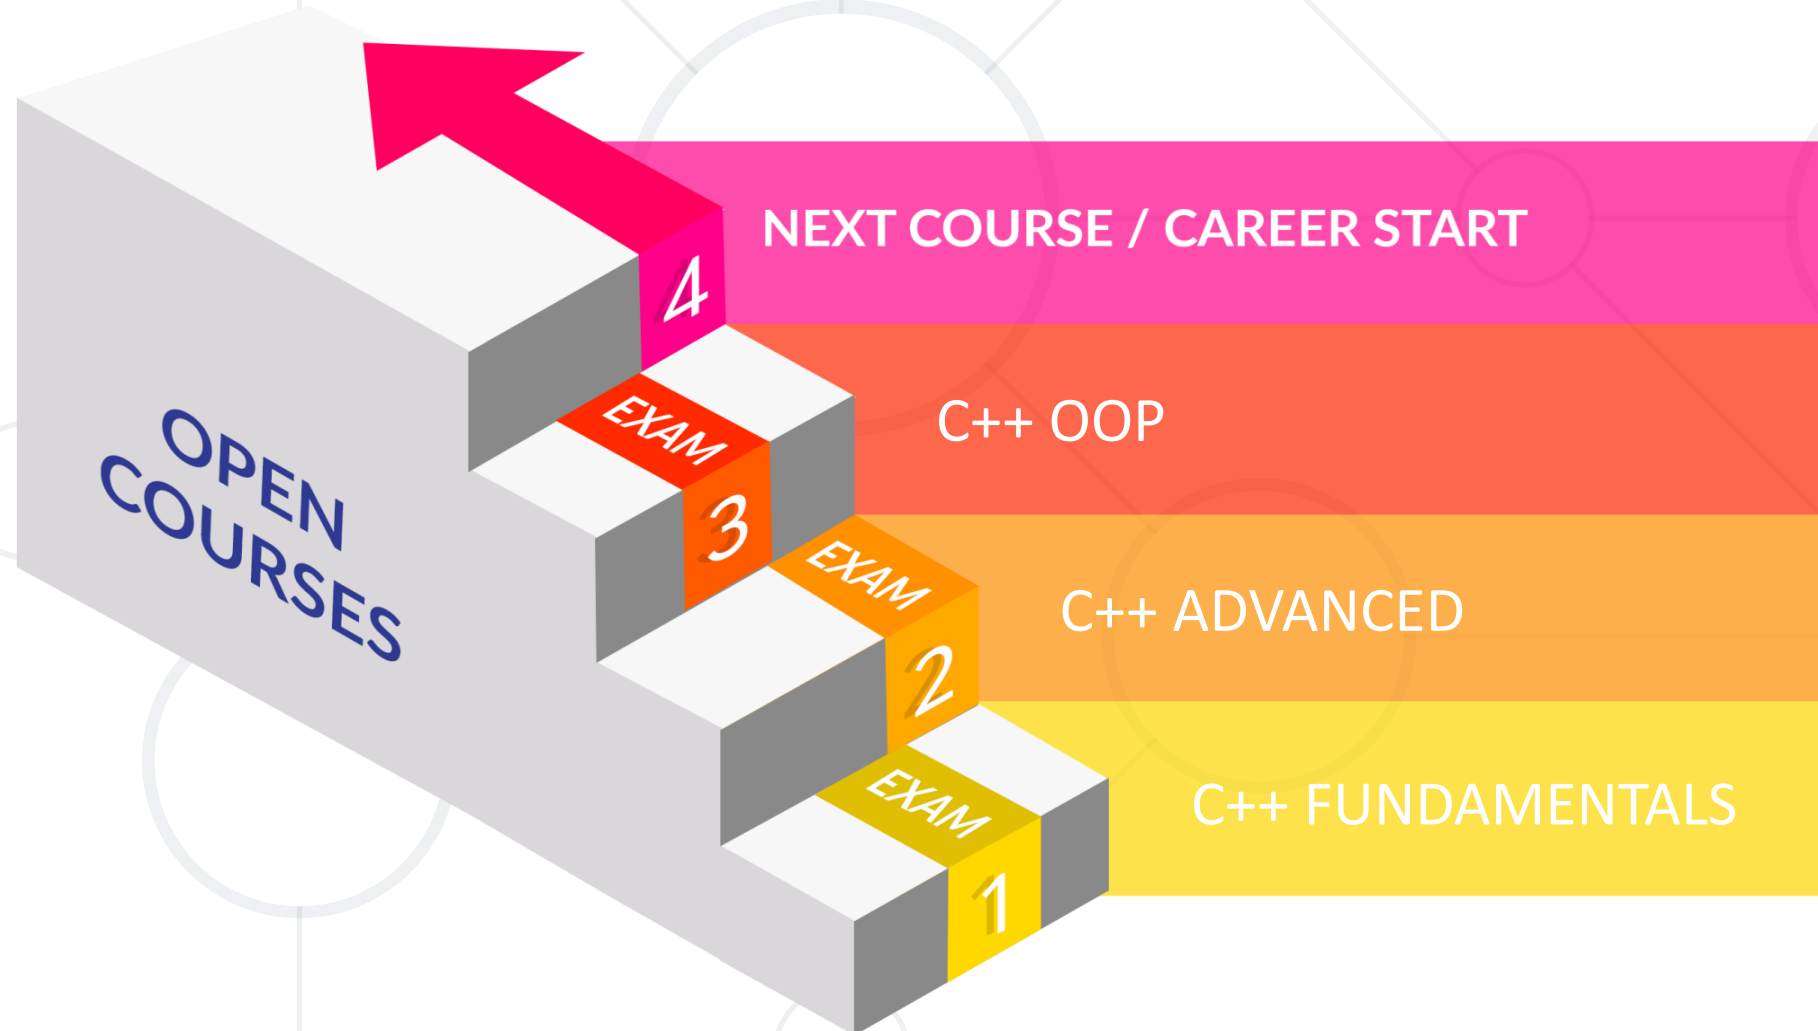 NEXT COURSE / CAREER START
4
C++ OOP
EXAM
3
C++ ADVANCED
EXAM
2
C++ FUNDAMENTALS
EXAM
1
OPEN
COURSES